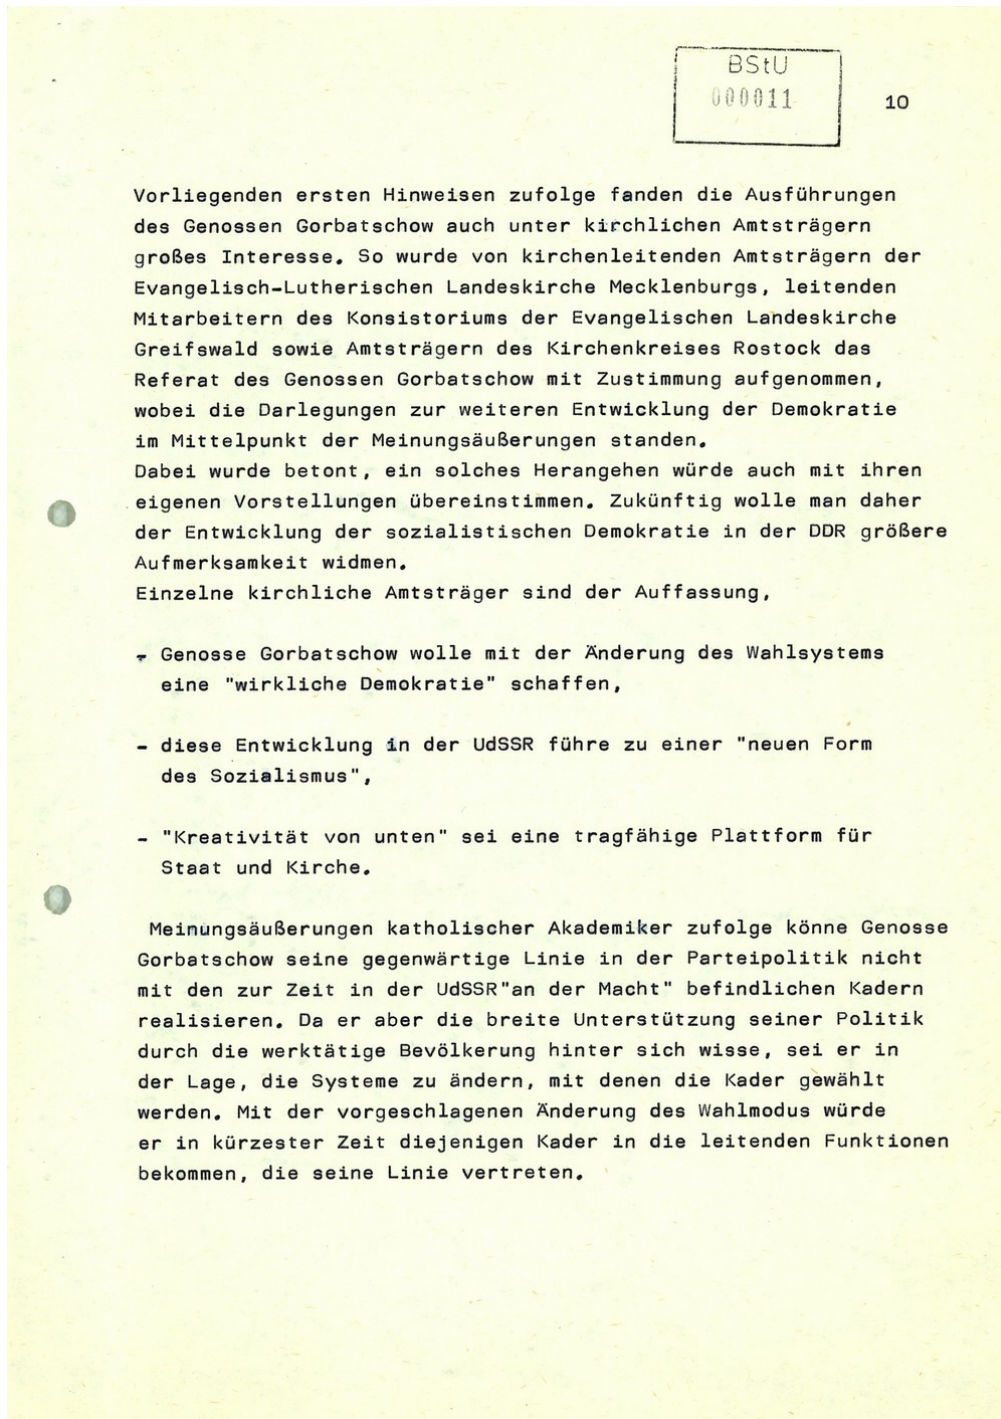 BStU
000011
10
Vorliegenden ersten Hinweisen zufolge fanden die Ausführungen
des Genossen Gorbatschow auch unter kirchlichen Amtsträgern
großes Interesse. So wurde von kirchenleitenden Amtsträgern der
Evangelisch-Lutherischen Landeskirche Mecklenburgs, leitenden
Mitarbeitern des Konsistoriums der Evangelischen Landeskirche
Greifswald sowie Amtsträgern des Kirchenkreises Rostock das
Referat des Genossen Gorbatschow mit Zustimmung aufgenommen,
wobei die Darlegungen zur weiteren Entwicklung der Demokratie
im Mittelpunkt der Meinungsäußerungen standen.
Dabei wurde betont, ein solches Herangehen würde auch mit ihren
eigenen Vorstellungen übereinstimmen. Zukünftig wolle man daher
der Entwicklung der sozialistischen Demokratie in der DDR größere
Aufmerksamkeit widmen.
Einzelne kirchliche Amtsträger sind der Auffassung,
- Genosse Gorbatschow wolle mit der Änderung des Wahlsystems
eine "wirkliche Demokratie" schaffen,
- diese Entwicklung in der UdSSR führe zu einer "neuen Form
des Sozialismus",
- "Kreativität von unten" sei eine tragfähige Plattform für
Staat und Kirche.
Meinungsäußerungen katholischer Akademiker zufolge könne Genosse
Gorbatschow seine gegenwärtige Linie in der Parteipolitik nicht
mit den zur Zeit in der UdSSR"an der Macht" befindlichen Kadern
realisieren. Da er aber die breite Unterstützung seiner Politik
durch die werktätige Bevölkerung hinter sich wisse, sei er in
der Lage, die Systeme zu ändern, mit denen die Kader gewählt
werden. Mit der vorgeschlagenen Änderung des Wahlmodus würde
er in kürzester Zeit diejenigen Kader in die leitenden Funktionen
bekommen, die seine Linie vertreten.